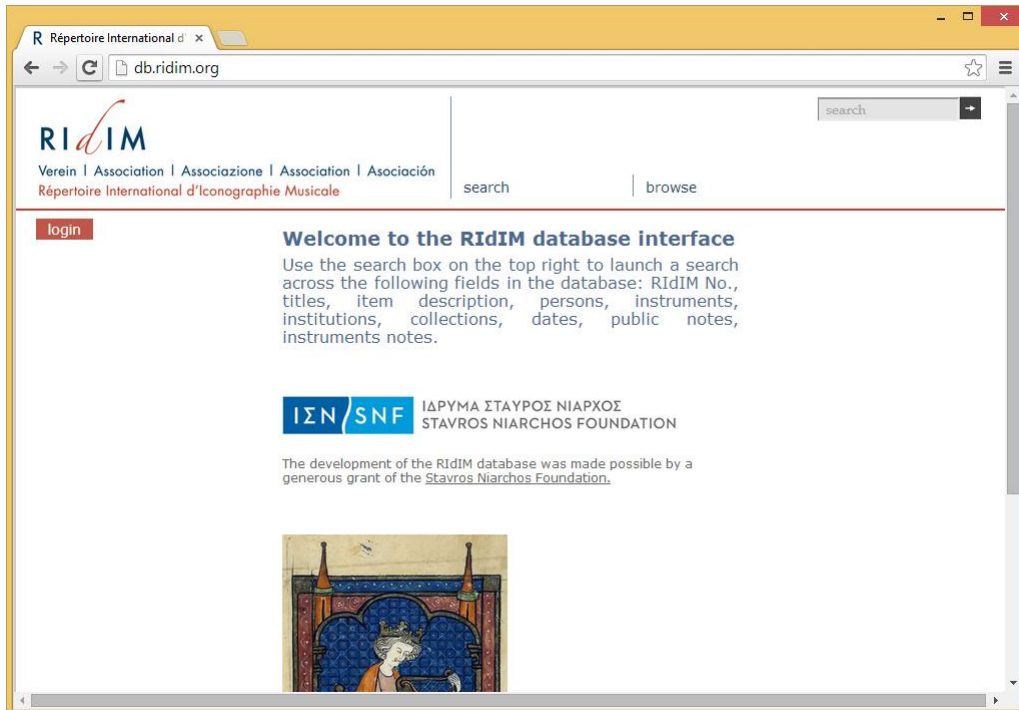 Répertoire International d'
db.ridim.org
RIdIM
Verein | Association | Associazione | Association | Asociación
Répertoire International d'Iconographie Musicale
search
search
browse
login
Welcome to the RIdIM database interface
Use the search box on the top right to launch a search
across the following fields in the database: RIdIM No.,
titles, item description, persons, instruments,
institutions, collections, dates, public notes,
instruments notes.
ΙΣΝ/SNF
ΙΔΡΥΜΑ ΣΤΑΥΡΟΣ ΝΙΑΡΧΟΣ
STAVROS NIARCHOS FOUNDATION
The development of the RIdIM database was made possible by a
generous grant of the Stavros Niarchos Foundation.